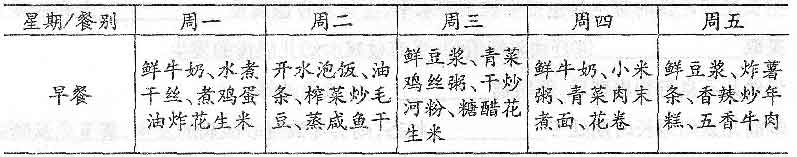 星期/餐别 周一 周二 周三 周四 周五
早餐
鲜牛奶、水煮
干丝、煮鸡蛋
油炸花生米
开水泡饭、油
条、榨菜炒毛
豆、蒸咸鱼干
鲜豆浆、青菜
鸡丝粥、干炒
河粉、糖醋花
生米
鲜牛奶、小米
粥、青菜肉末
煮面、花卷
鲜豆浆、炸薯
条、香辣炒年
糕、五香牛肉